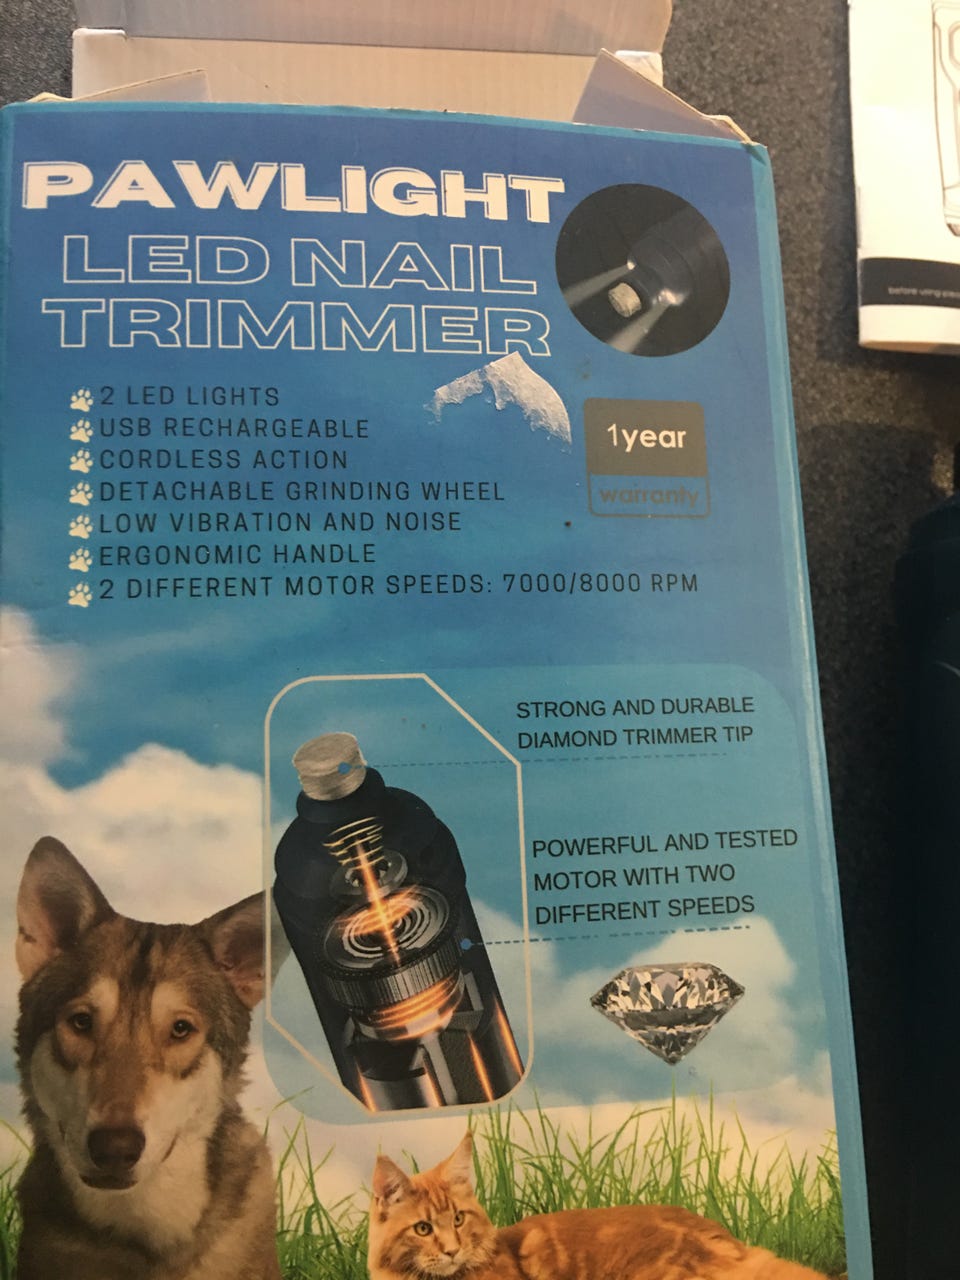 PAWLIGHT
LED NAIL
TRIMMER
2 LED LIGHTS
USB RECHARGEABLE
CORDLESS ACTION
DETACHABLE GRINDING WHEEL
LOW VIBRATION AND NOISE
ERGONOMIC HANDLE
2 DIFFERENT MOTOR SPEEDS: 7000/8000 RPM
1year
warranty
STRONG AND DURABLE
DIAMOND TRIMMER TIP
POWERFUL AND TESTED
MOTOR WITH TWO
DIFFERENT SPEEDS
before using